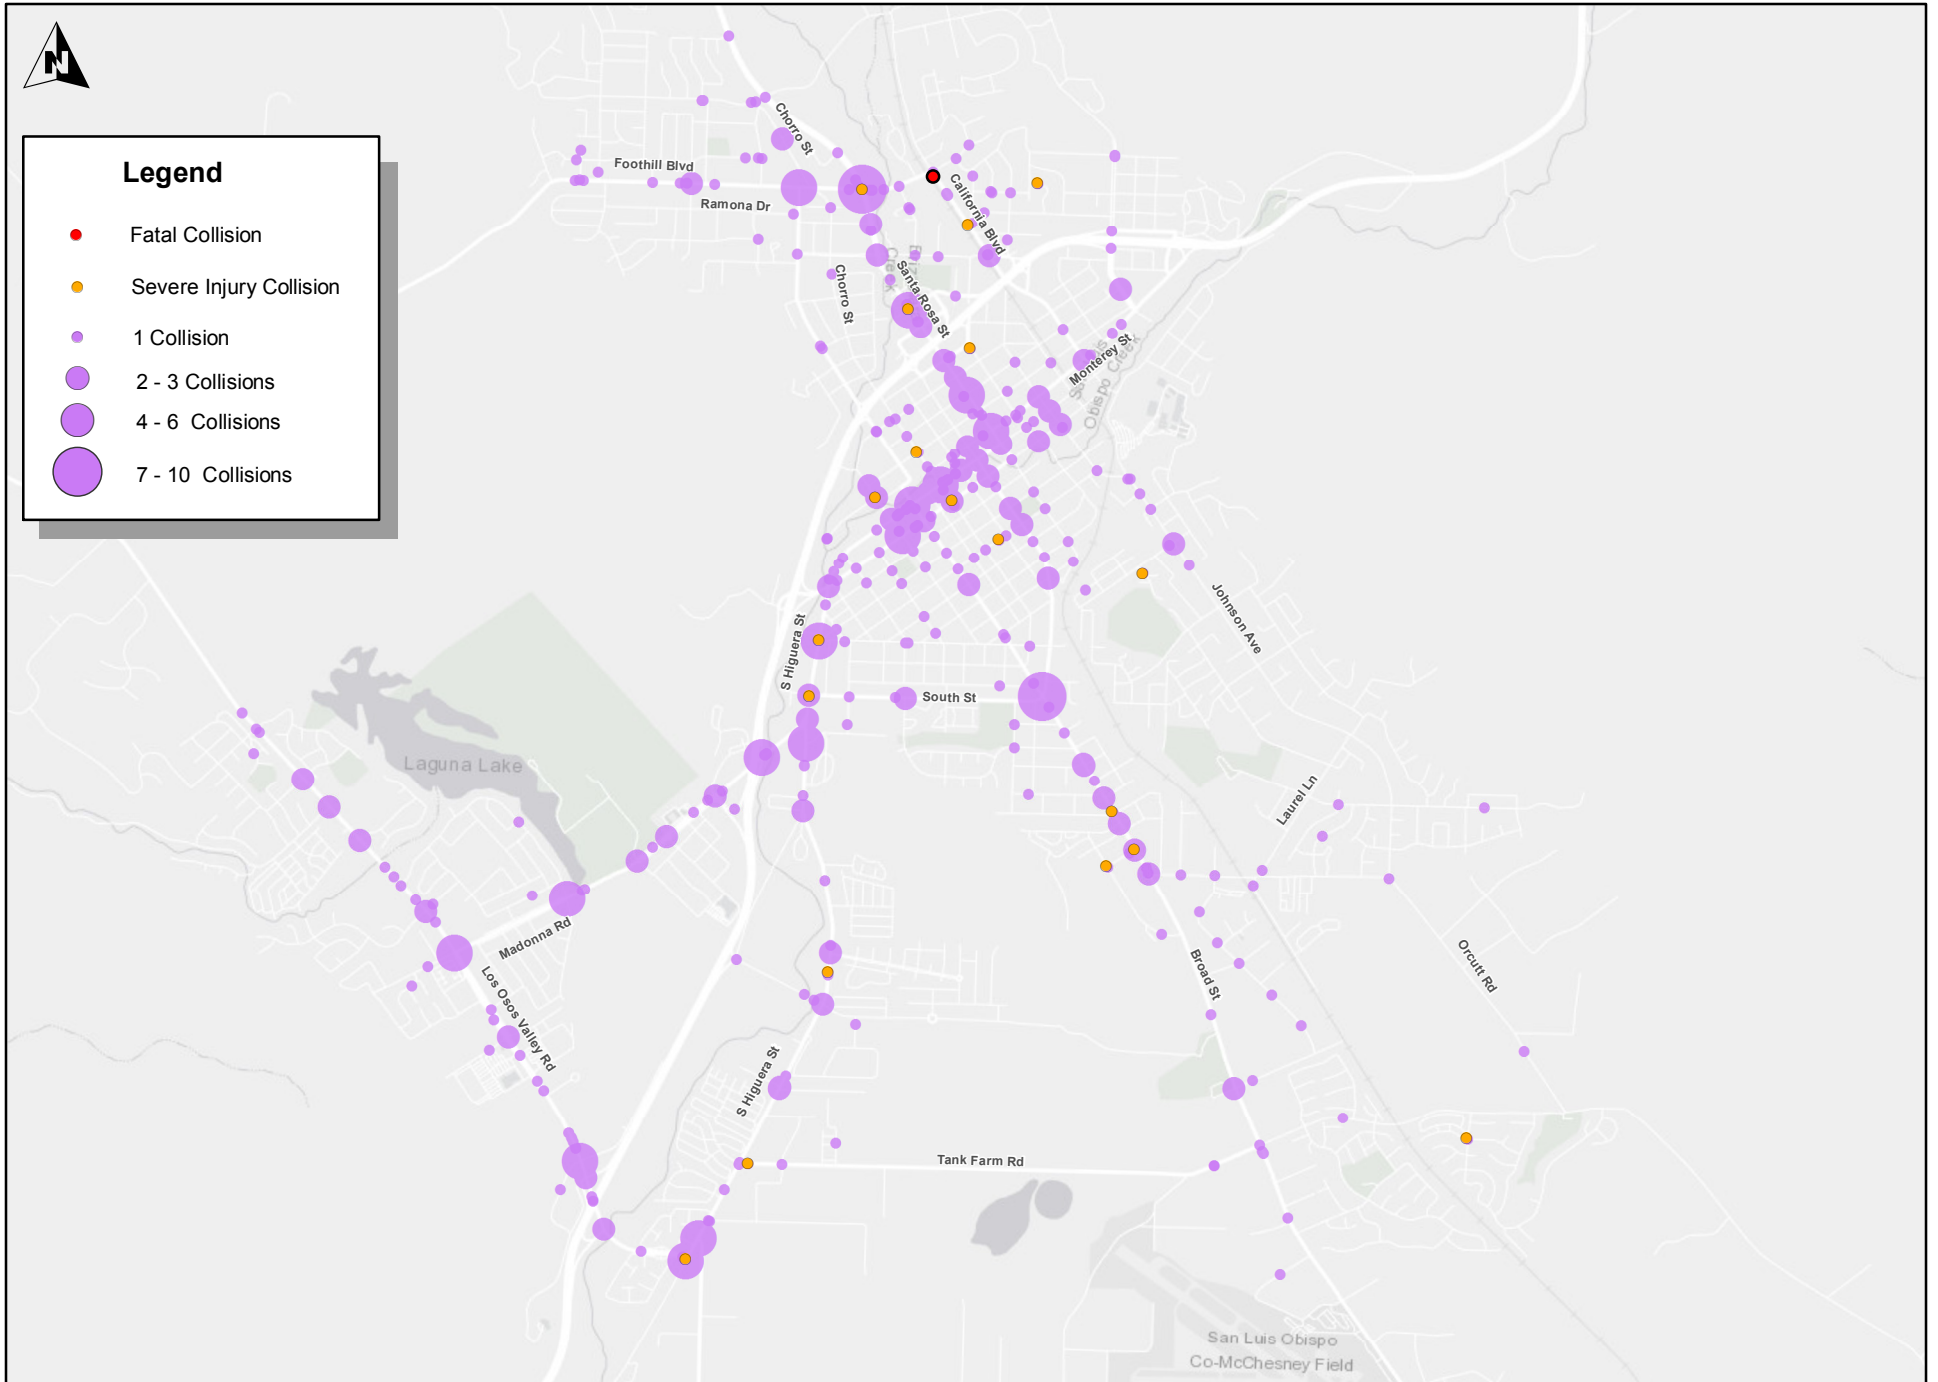 N
Legend
Fatal Collision
Severe Injury Collision
1 Collision
2 - 3 Collisions
4 - 6 Collisions
7 - 10 Collisions
Chorro St
Foothill Blvd
Ramona Dr
California Blvd
Santa Rosa St
Chorro St
Creek
Monterey St
Obispo Creek
Johnson Ave
S Higuera St
South St
Laguna Lake
Laurel Ln
Madonna Rd
Los Osos Valley Rd
Broad St
Orcutt Rd
S Higuera St
Tank Farm Rd
San Luis Obispo
Co-McChesney Field